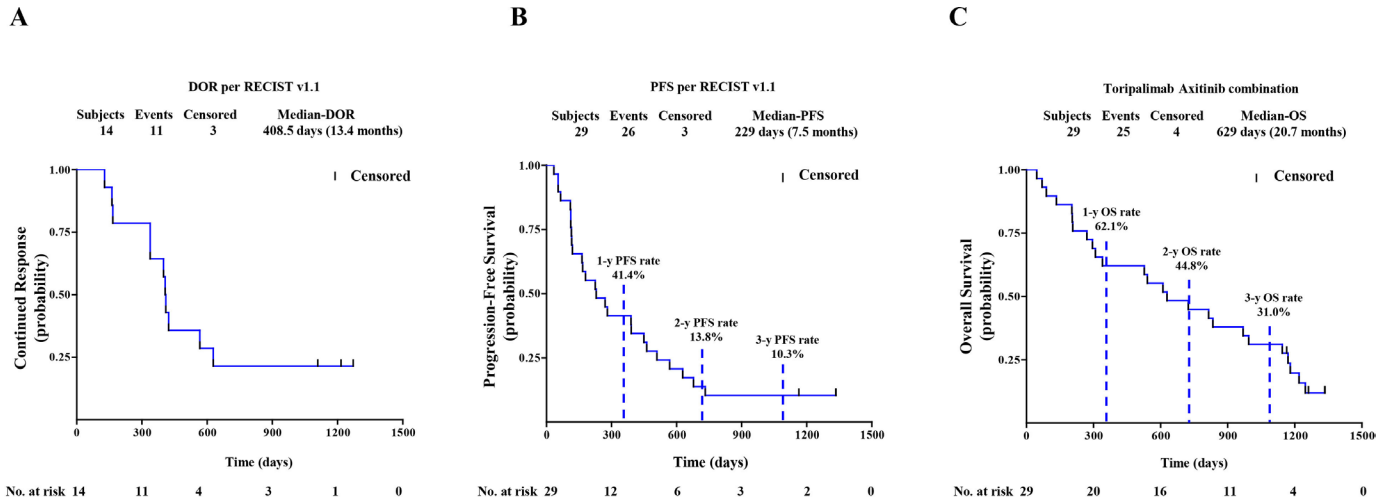 A
DOR per RECIST v1.1
Subjects Events Censored Median-DOR
14 11 3 408.5 days (13.4 months)
Censored
Continued Response
(probability)
1.00
0.75
0.50
0.25
0 300 600 900 1200 1500
Time (days)
No. at risk 14 11 4 3 1 0
B
PFS per RECIST v1.1
Subjects Events Censored Median-PFS
29 26 3 229 days (7.5 months)
Censored
Progression-Free Survival
(probability)
1.00
0.75
0.50
0.25
1-y PFS rate
41.4%
2-y PFS rate
13.8%
3-y PFS rate
10.3%
0 300 600 900 1200 1500
Time (days)
No. at risk 29 12 6 3 2 0
C
Toripalimab Axitinib combination
Subjects Events Censored Median-OS
29 25 4 629 days (20.7 months)
Censored
Overall Survival
(probability)
1.00
0.75
0.50
0.25
1-y OS rate
62.1%
2-y OS rate
44.8%
3-y OS rate
31.0%
0 300 600 900 1200 1500
Time (days)
No. at risk 29 20 16 11 4 0